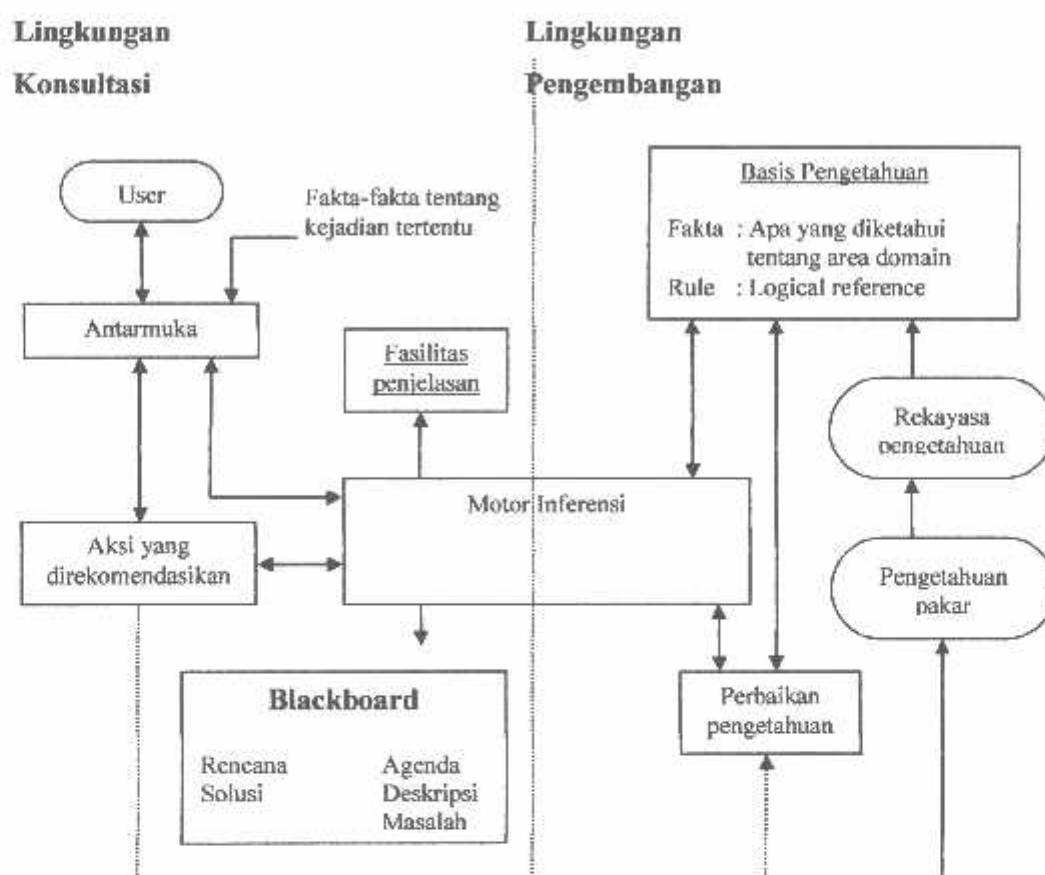 Lingkungan
Konsultasi
Lingkungan
Pengembangan
User
Fakta-fakta tentang
kejadian tertentu
Basis Pengetahuan
Fakta : Apa yang diketahui
tentang area domain
Rule : Logical reference
Antarmuka
Fasilitas
penjelasan
Rekayasa
pengetahuan
Motor Inferensi
Aksi yang
direkomendasikan
Pengetahuan
pakar
Blackboard
Rencana
Solusi
Agenda
Deskripsi
Masalah
Perbaikan
pengetahuan